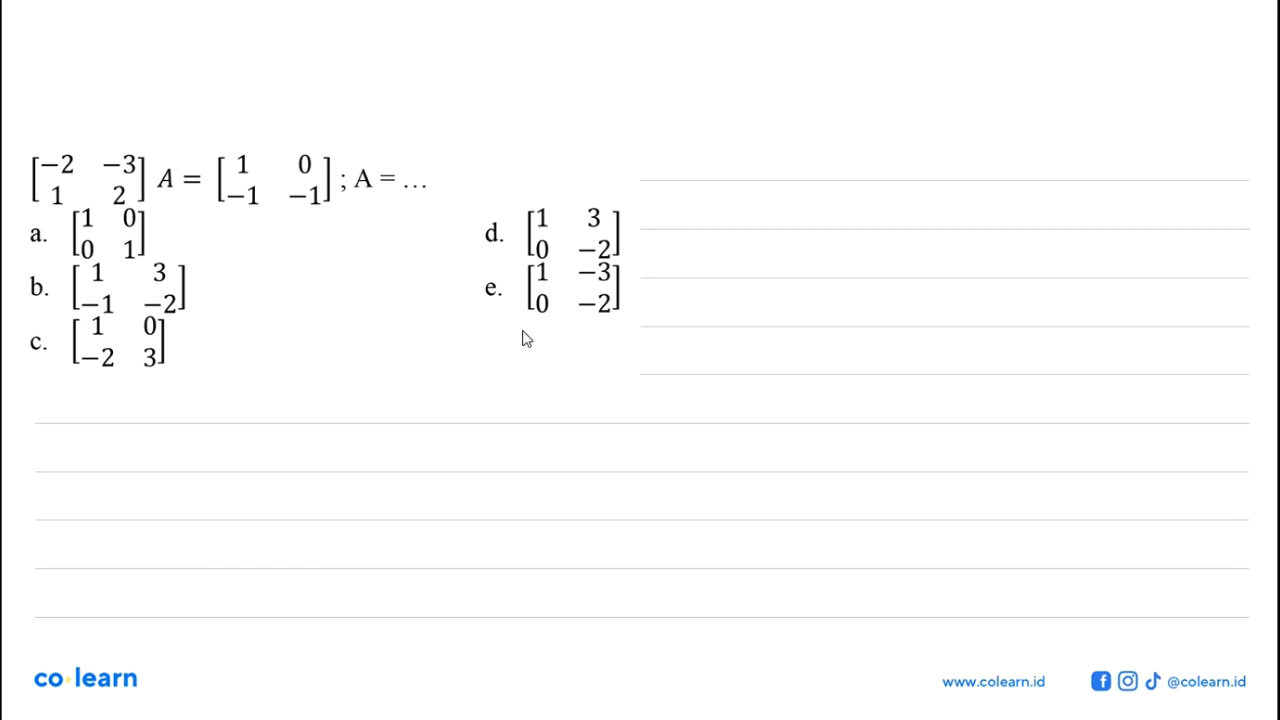 [−2 −3
1 2] A = [1 0
−1 −1] ; A = …
a. [1 0
0 1]
b. [1 3
−1 −2]
c. [1 0
−2 3]
d. [1 3
0 −2]
e. [1 −3
0 −2]
co learn
www.colearn.id
@colearn.id